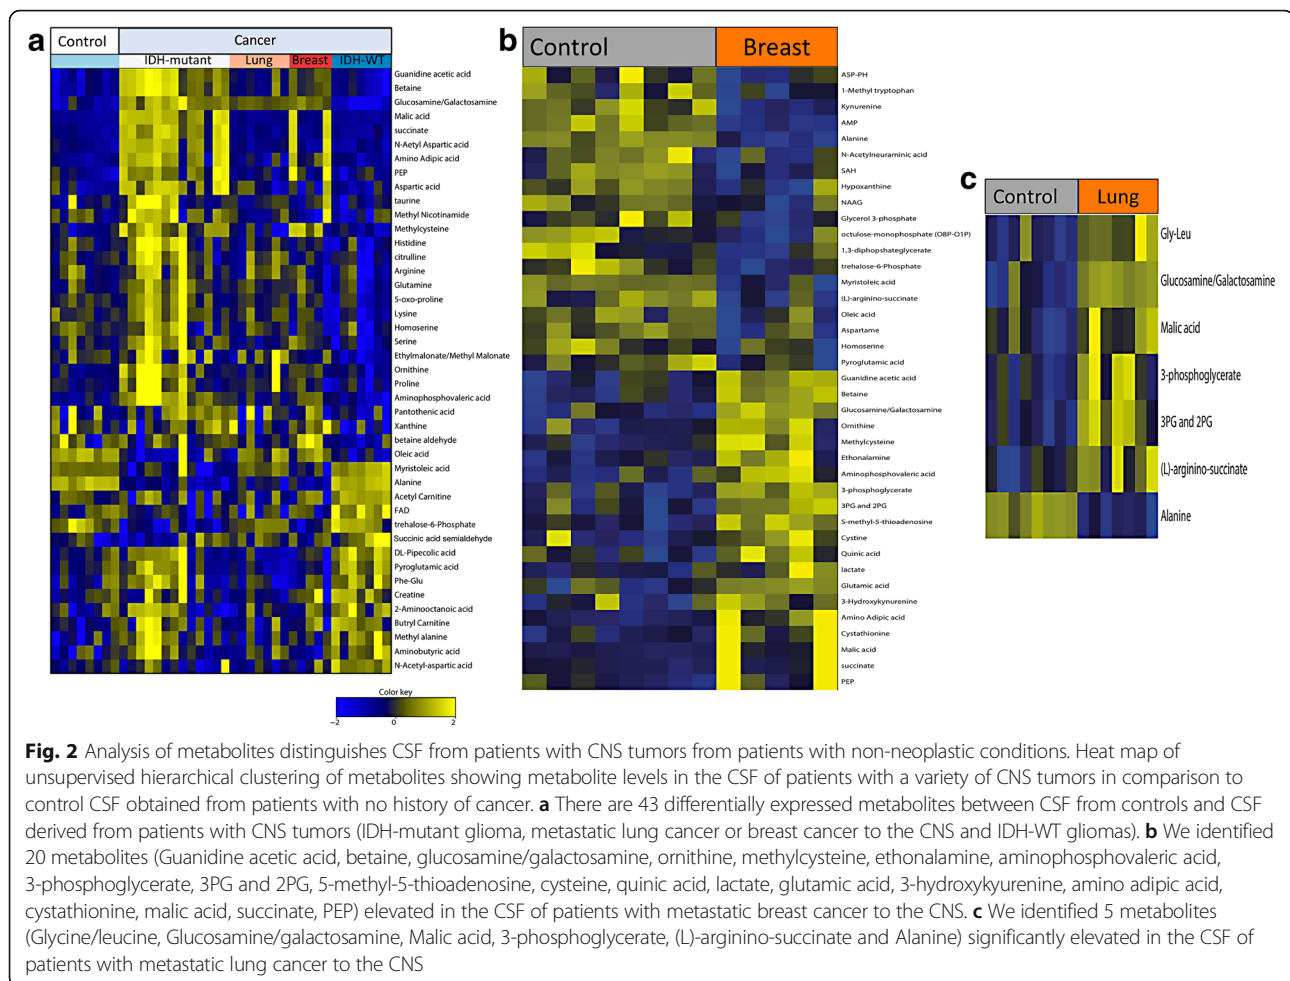 a
Control
Cancer
IDH-mutant
Lung
Breast
IDH-WT
Guanidine acetic acid
Betaine
Glucosamine/Galactosamine
Malic acid
succinate
N-Aetyl Aspartic acid
Amino Adipic acid
PEP
Aspartic acid
taurine
Methyl Nicotinamide
Methylcysteine
Histidine
citrulline
Arginine
Glutamine
5-oxo-proline
Lysine
Homoserine
Serine
Ethylmalonate/Methyl Malonate
Ornithine
Proline
Aminophosphovaleric acid
Pantothenic acid
Xanthine
betaine aldehyde
Oleic acid
Myristoleic acid
Alanine
Acetyl Carnitine
FAD
trehalose-6-Phosphate
Succinic acid semialdehyde
DL-Pipecolic acid
Pyroglutamic acid
Phe-Glu
Creatine
2-Aminooctanoic acid
Butryl Carnitine
Methyl alanine
Aminobutyric acid
N-Acetyl-aspartic acid
Color key
−2 0 2
b
Control
Breast
ASP-PH
1-Methyl tryptophan
Kynurenine
AMP
Alanine
N-Acetylneuraminic acid
SAH
Hypoxanthine
NAAG
Glycerol 3-phosphate
octulose-monophosphate (O8P-O1P)
1,3-diphopshateglycerate
trehalose-6-Phosphate
Myristoleic acid
(L)-arginino-succinate
Oleic acid
Aspartame
Homoserine
Pyroglutamic acid
Guanidine acetic acid
Betaine
Glucosamine/Galactosamine
Ornithine
Methylcysteine
Ethonalamine
Aminophosphovaleric acid
3-phosphoglycerate
3PG and 2PG
5-methyl-5-thioadenosine
Cystine
Quinic acid
lactate
Glutamic acid
3-Hydroxykynurenine
Amino Adipic acid
Cystathionine
Malic acid
succinate
PEP
c
Control
Lung
Gly-Leu
Glucosamine/Galactosamine
Malic acid
3-phosphoglycerate
3PG and 2PG
(L)-arginino-succinate
Alanine
Fig. 2 Analysis of metabolites distinguishes CSF from patients with CNS tumors from patients with non-neoplastic conditions. Heat map of
unsupervised hierarchical clustering of metabolites showing metabolite levels in the CSF of patients with a variety of CNS tumors in comparison to
control CSF obtained from patients with no history of cancer. a There are 43 differentially expressed metabolites between CSF from controls and CSF
derived from patients with CNS tumors (IDH-mutant glioma, metastatic lung cancer or breast cancer to the CNS and IDH-WT gliomas). b We identified
20 metabolites (Guanidine acetic acid, betaine, glucosamine/galactosamine, ornithine, methylcysteine, ethonalamine, aminophosphovaleric acid,
3-phosphoglycerate, 3PG and 2PG, 5-methyl-5-thioadenosine, cysteine, quinic acid, lactate, glutamic acid, 3-hydroxykyurenine, amino adipic acid,
cystathionine, malic acid, succinate, PEP) elevated in the CSF of patients with metastatic breast cancer to the CNS. c We identified 5 metabolites
(Glycine/leucine, Glucosamine/galactosamine, Malic acid, 3-phosphoglycerate, (L)-arginino-succinate and Alanine) significantly elevated in the CSF of
patients with metastatic lung cancer to the CNS